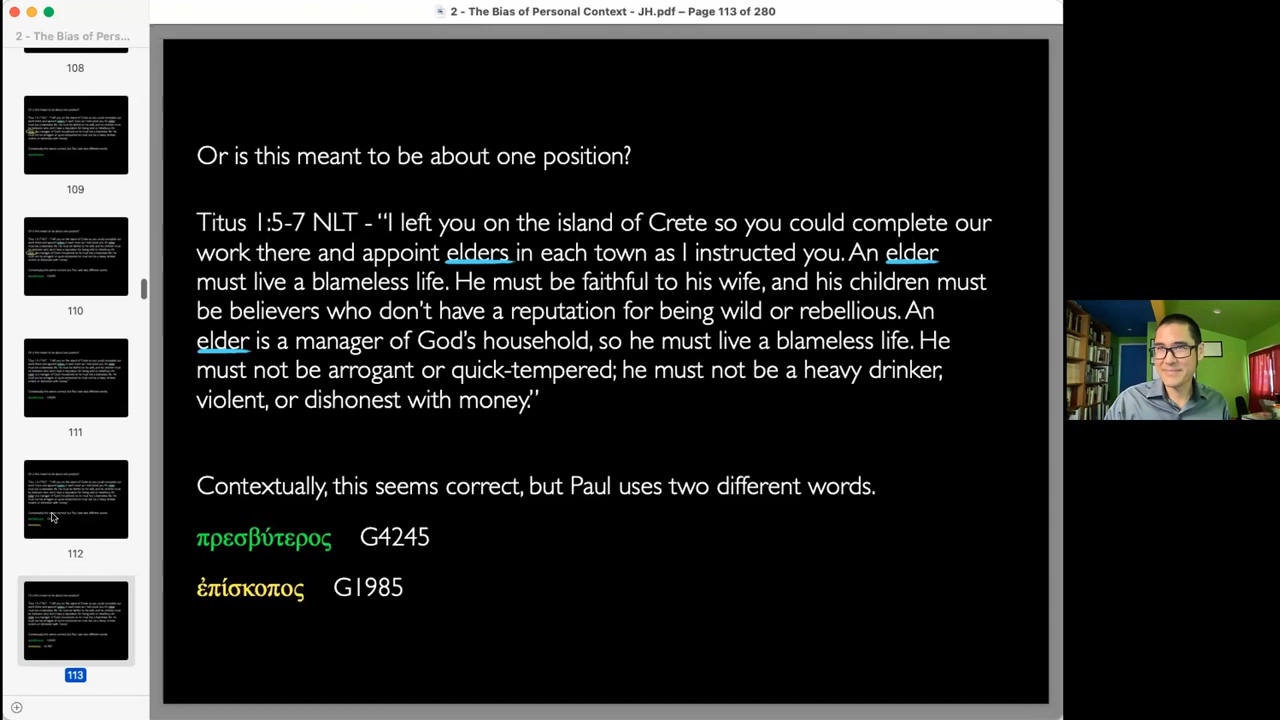 2 - The Bias of Personal Context - JH.pdf – Page 113 of 280
2 - The Bias of Pers...
108
109
110
111
112
113
Or is this meant to be about one position?
Titus 1:5-7 NLT - “I left you on the island of Crete so you could complete our
work there and appoint elders in each town as I instructed you. An elder
must live a blameless life. He must be faithful to his wife, and his children must
be believers who don’t have a reputation for being wild or rebellious. An
elder is a manager of God’s household, so he must live a blameless life. He
must not be arrogant or quick-tempered; he must not be a heavy drinker,
violent, or dishonest with money.”
Contextually, this seems correct, but Paul uses two different words.
πρεσβύτερος G4245
ἐπίσκοπος G1985